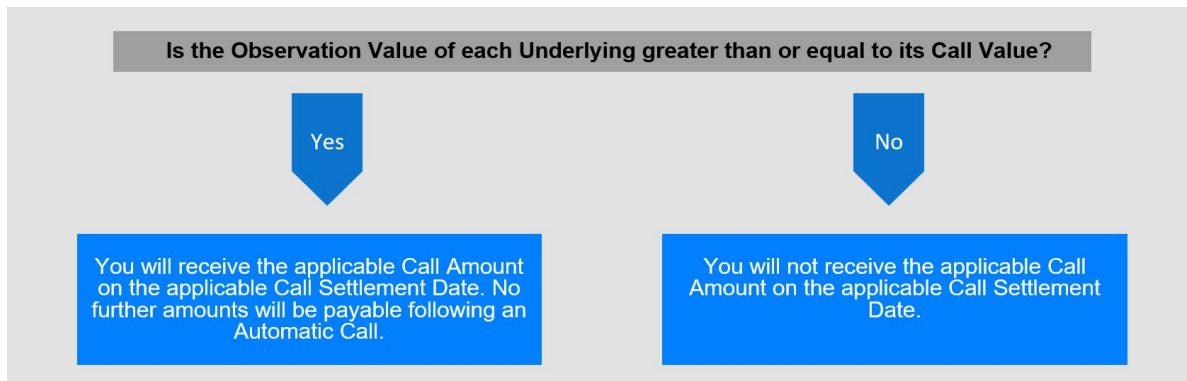 Is the Observation Value of each Underlying greater than or equal to its Call Value?
Yes
No
You will receive the applicable Call Amount
on the applicable Call Settlement Date. No
further amounts will be payable following an
Automatic Call.
You will not receive the applicable Call
Amount on the applicable Call Settlement
Date.